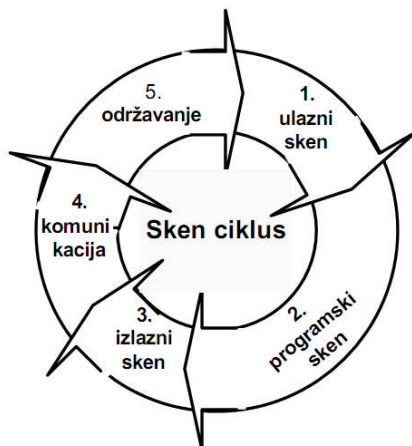 Sken ciklus
1.
ulazni
sken
2.
programski
sken
3.
izlazni
sken
4.
komuni
kacija
5.
održavanje